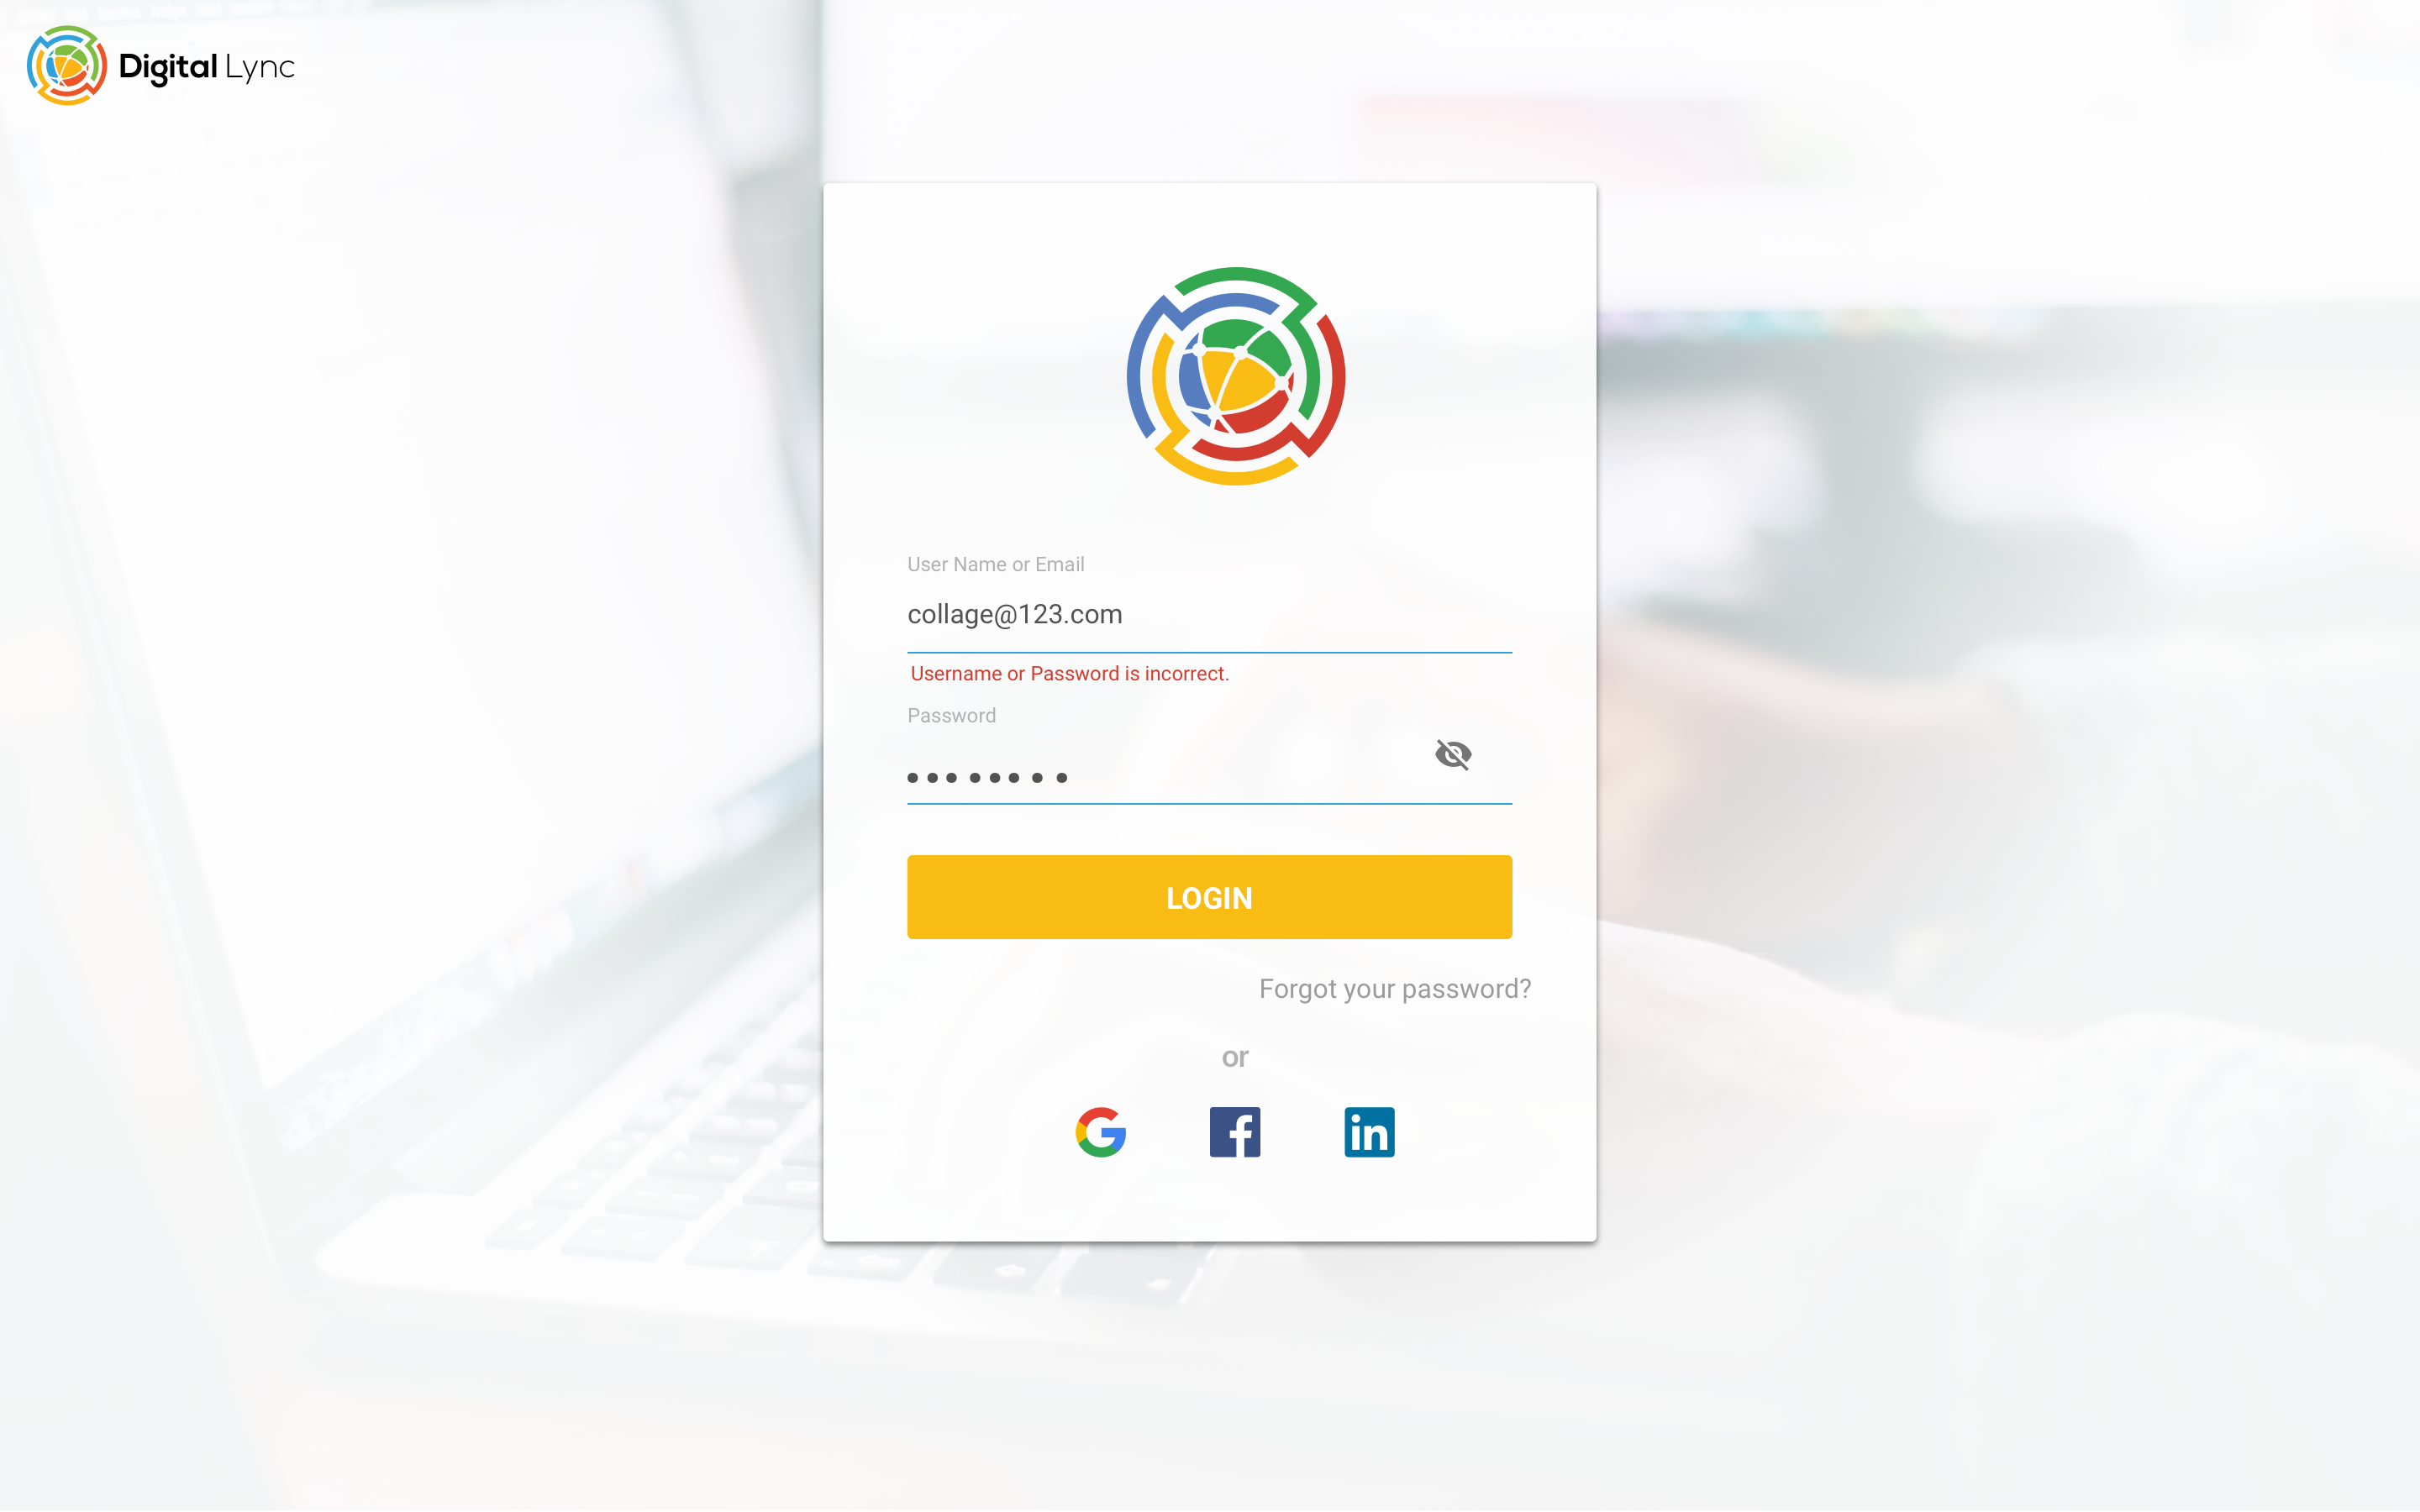 Digital Lync
User Name or Email
collage@123.com
Username or Password is incorrect.
Password
LOGIN
Forgot your password?
or